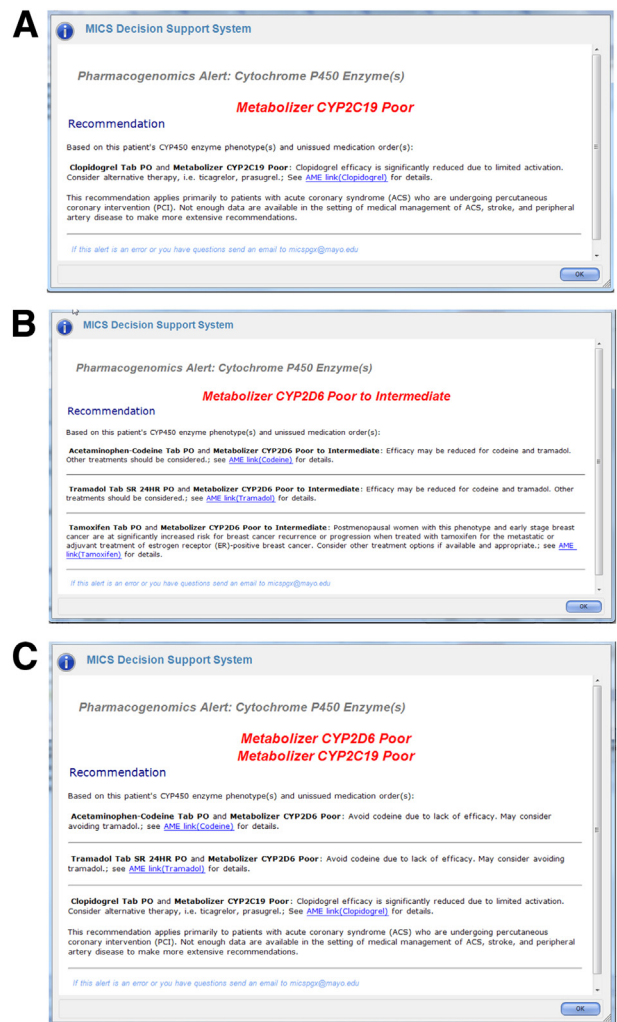 A
MICS Decision Support System
Pharmacogenomics Alert: Cytochrome P450 Enzyme(s)
Metabolizer CYP2C19 Poor
Recommendation
Based on this patient's CYP450 enzyme phenotype(s) and unissued medication order(s):
Clopidogrel Tab PO and Metabolizer CYP2C19 Poor: Clopidogrel efficacy is significantly reduced due to limited activation.
Consider alternative therapy, i.e. ticagrelor, prasugrel.; See AME link(Clopidogrel) for details.
This recommendation applies primarily to patients with acute coronary syndrome (ACS) who are undergoing percutaneous
coronary intervention (PCI). Not enough data are available in the setting of medical management of ACS, stroke, and peripheral
artery disease to make more extensive recommendations.
If this alert is an error or you have questions send an email to micspgx@mayo.edu
OK
B
MICS Decision Support System
Pharmacogenomics Alert: Cytochrome P450 Enzyme(s)
Metabolizer CYP2D6 Poor to Intermediate
Recommendation
Based on this patient's CYP450 enzyme phenotype(s) and unissued medication order(s):
Acetaminophen-Codeine Tab PO and Metabolizer CYP2D6 Poor to Intermediate: Efficacy may be reduced for codeine and tramadol.
Other treatments should be considered.; see AME link(Codeine) for details.
Tramadol Tab SR 24HR PO and Metabolizer CYP2D6 Poor to Intermediate: Efficacy may be reduced for codeine and tramadol. Other
treatments should be considered.; see AME link(Tramadol) for details.
Tamoxifen Tab PO and Metabolizer CYP2D6 Poor to Intermediate: Postmenopausal women with this phenotype and early stage breast
cancer are at significantly increased risk for breast cancer recurrence or progression when treated with tamoxifen for the metastatic or
adjuvant treatment of estrogen receptor (ER)-positive breast cancer. Consider other treatment options if available and appropriate.; see AME
link(Tamoxifen) for details.
If this alert is an error or you have questions send an email to micspgx@mayo.edu
OK
C
MICS Decision Support System
Pharmacogenomics Alert: Cytochrome P450 Enzyme(s)
Metabolizer CYP2D6 Poor
Metabolizer CYP2C19 Poor
Recommendation
Based on this patient's CYP450 enzyme phenotype(s) and unissued medication order(s):
Acetaminophen-Codeine Tab PO and Metabolizer CYP2D6 Poor: Avoid codeine due to lack of efficacy. May consider
avoiding tramadol.; see AME link(Codeine) for details.
Tramadol Tab SR 24HR PO and Metabolizer CYP2D6 Poor: Avoid codeine due to lack of efficacy. May consider avoiding
tramadol.; see AME link(Tramadol) for details.
Clopidogrel Tab PO and Metabolizer CYP2C19 Poor: Clopidogrel efficacy is significantly reduced due to limited activation.
Consider alternative therapy, i.e. ticagrelor, prasugrel.; See AME link(Clopidogrel) for details.
This recommendation applies primarily to patients with acute coronary syndrome (ACS) who are undergoing percutaneous
coronary intervention (PCI). Not enough data are available in the setting of medical management of ACS, stroke, and peripheral
artery disease to make more extensive recommendations.
If this alert is an error or you have questions send an email to micspgx@mayo.edu
OK